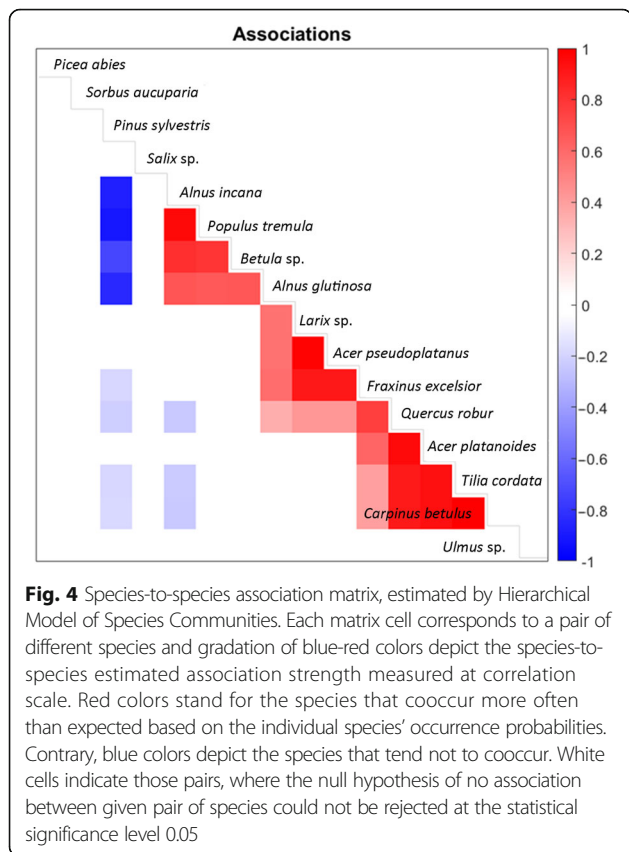 Associations
Picea abies
Sorbus aucuparia
Pinus sylvestris
Salix sp.
Alnus incana
Populus tremula
Betula sp.
Alnus glutinosa
Larix sp.
Acer pseudoplatanus
Fraxinus excelsior
Quercus robur
Acer platanoides
Tilia cordata
Carpinus betulus
Ulmus sp.
1
0.8
0.6
0.4
0.2
0
-0.2
-0.4
-0.6
-0.8
-1
Fig. 4 Species-to-species association matrix, estimated by Hierarchical
Model of Species Communities. Each matrix cell corresponds to a pair of
different species and gradation of blue-red colors depict the species-to-
species estimated association strength measured at correlation
scale. Red colors stand for the species that cooccur more often
than expected based on the individual species' occurrence probabilities.
Contrary, blue colors depict the species that tend not to cooccur. White
cells indicate those pairs, where the null hypothesis of no association
between given pair of species could not be rejected at the statistical
significance level 0.05